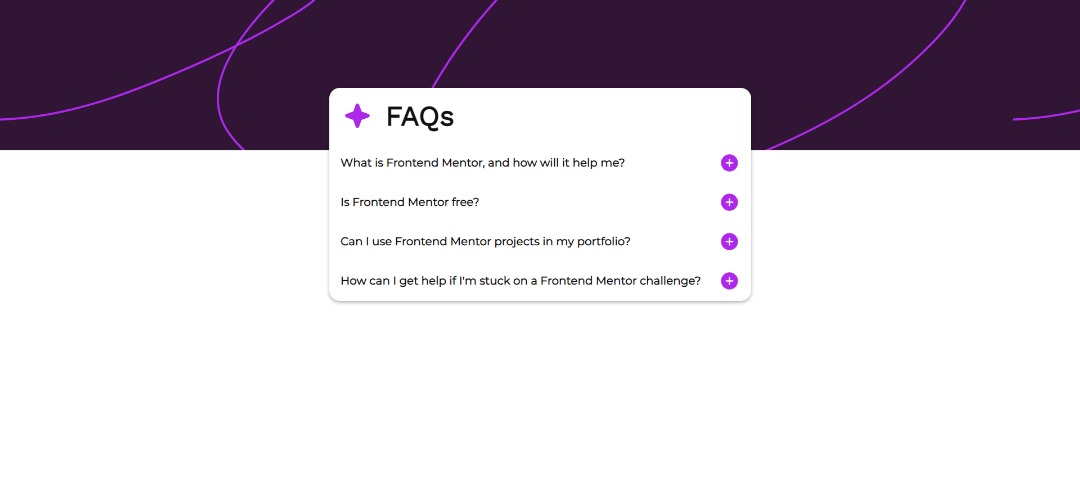 FAQs
What is Frontend Mentor, and how will it help me?
Is Frontend Mentor free?
Can I use Frontend Mentor projects in my portfolio?
How can I get help if I'm stuck on a Frontend Mentor challenge?